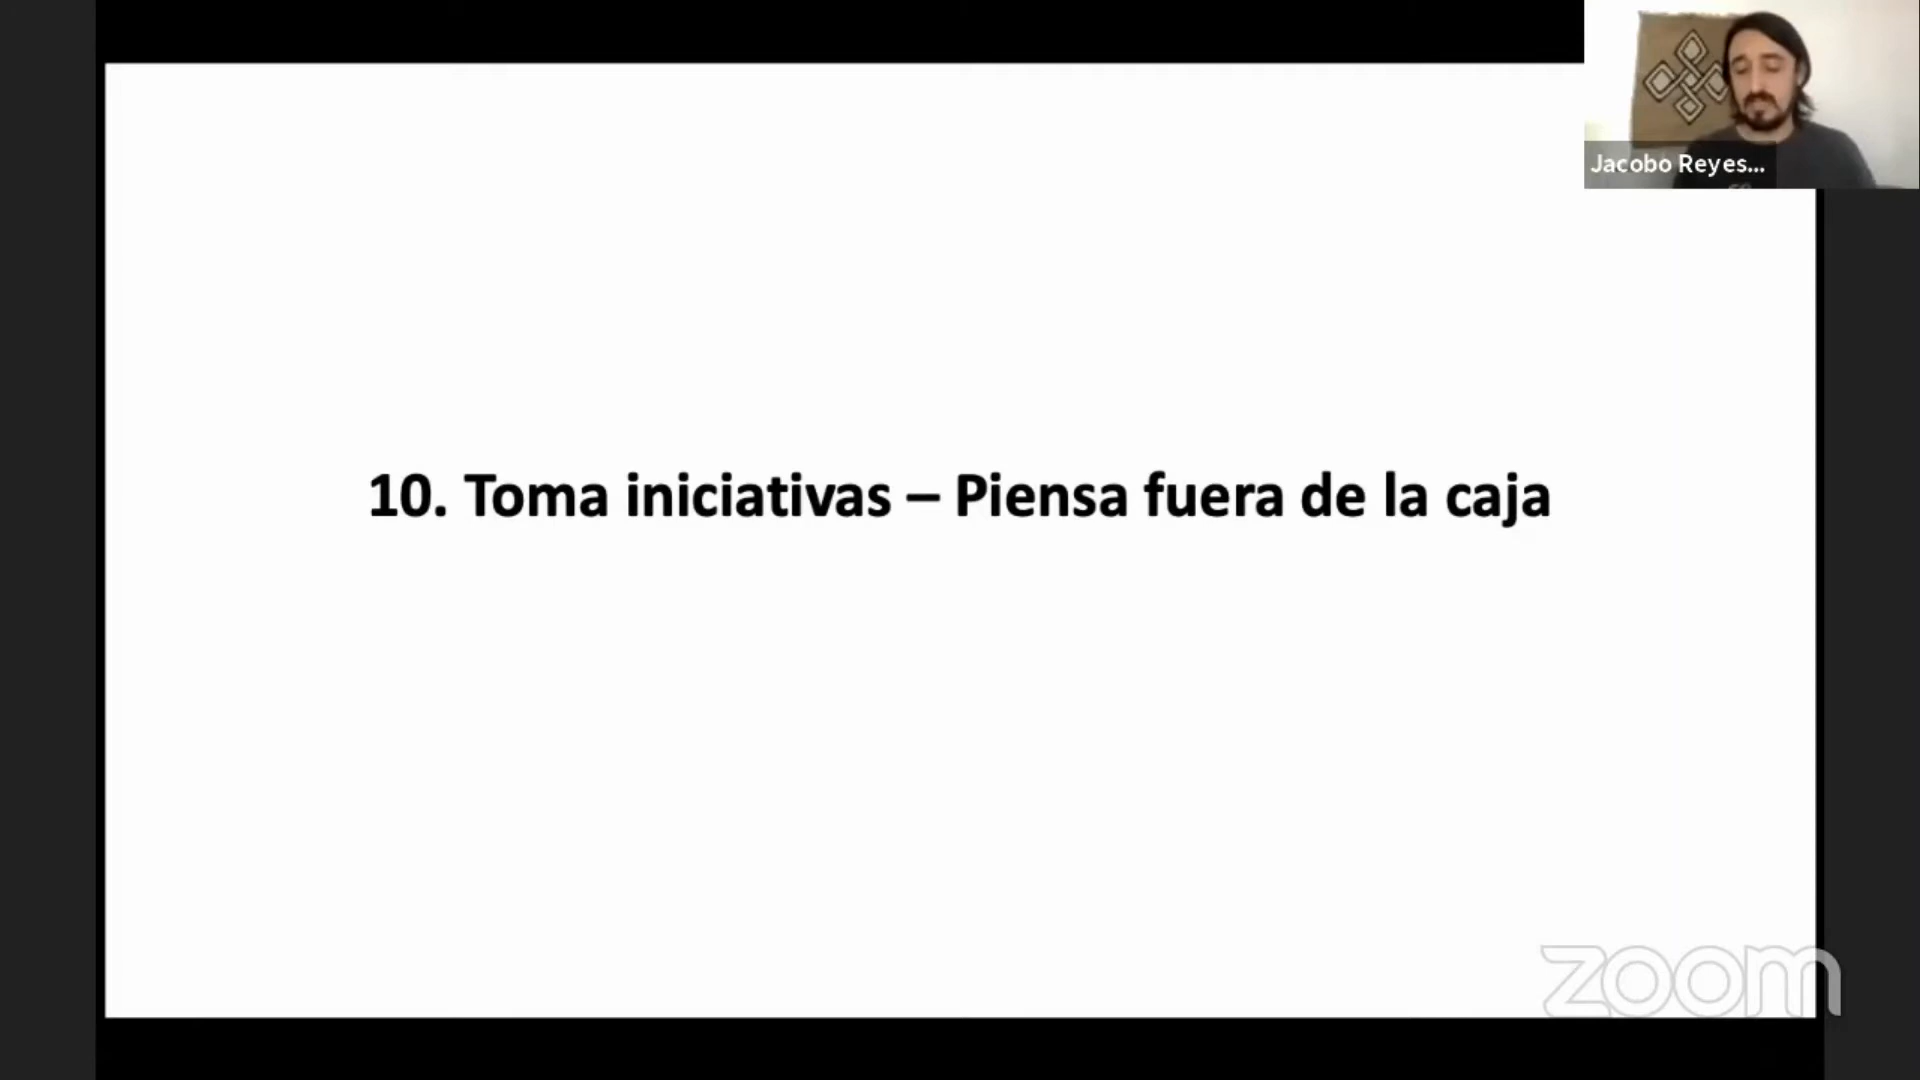 Jacobo Reyes...
10. Toma iniciativas – Piensa fuera de la caja
zoom